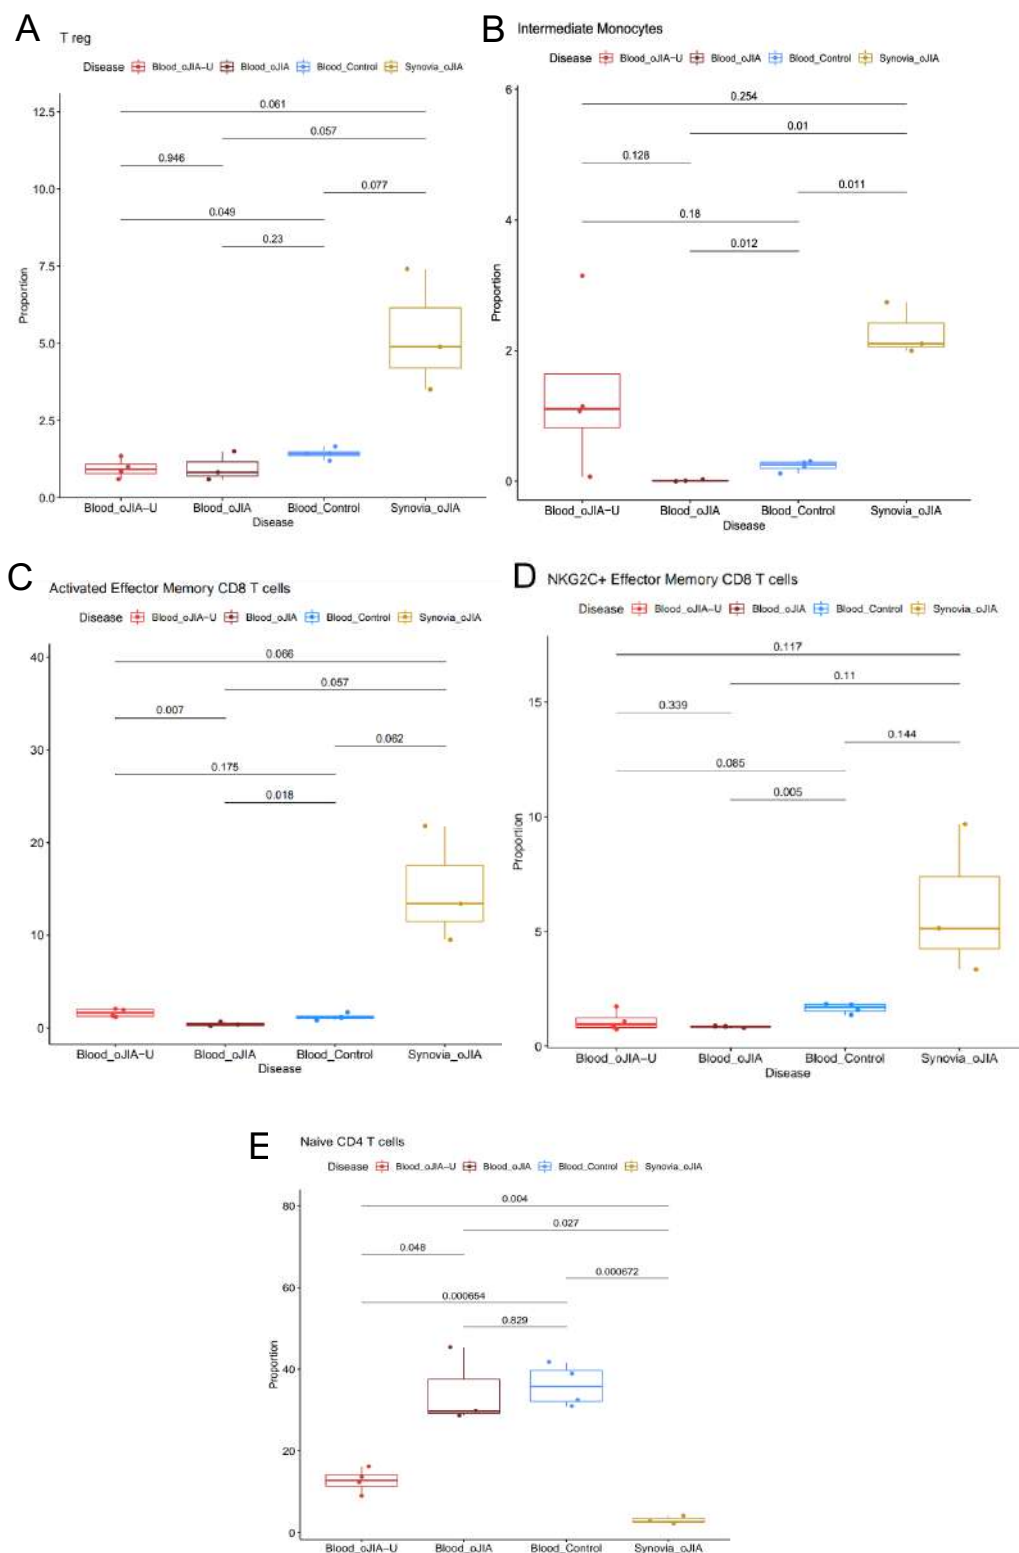 A
T reg
Disease Blood_oJIA-U Blood_oJIA Blood_Control Synovia_oJIA
12.5
10.0
7.5
5.0
2.5
0.0
Proportion
0.061
0.057
0.946
0.077
0.049
0.23
Blood_oJIA-U Blood_oJIA Blood_Control Synovia_oJIA
Disease
B
Intermediate Monocytes
Disease Blood_oJIA-U Blood_oJIA Blood_Control Synovia_oJIA
6
4
2
0
Proportion
0.254
0.01
0.128
0.011
0.18
0.012
Blood_oJIA-U Blood_oJIA Blood_Control Synovia_oJIA
Disease
C
Activated Effector Memory CD8 T cells
Disease Blood_oJIA-U Blood_oJIA Blood_Control Synovia_oJIA
40
30
20
10
0
0.066
0.057
0.007
0.062
0.175
0.018
Blood_oJIA-U Blood_oJIA Blood_Control Synovia_oJIA
Disease
D
NKG2C+ Effector Memory CD8 T cells
Disease Blood_oJIA-U Blood_oJIA Blood_Control Synovia_oJIA
15
10
5
0
Proportion
0.117
0.11
0.339
0.144
0.085
0.005
Blood_oJIA-U Blood_oJIA Blood_Control Synovia_oJIA
Disease
E
Naive CD4 T cells
Disease Blood_oJIA-U Blood_oJIA Blood_Control Synovia_oJIA
80
60
40
20
0
Proportion
0.004
0.027
0.048
0.000672
0.000654
0.829
Blood_oJIA-U Blood_oJIA Blood_Control Synovia_oJIA